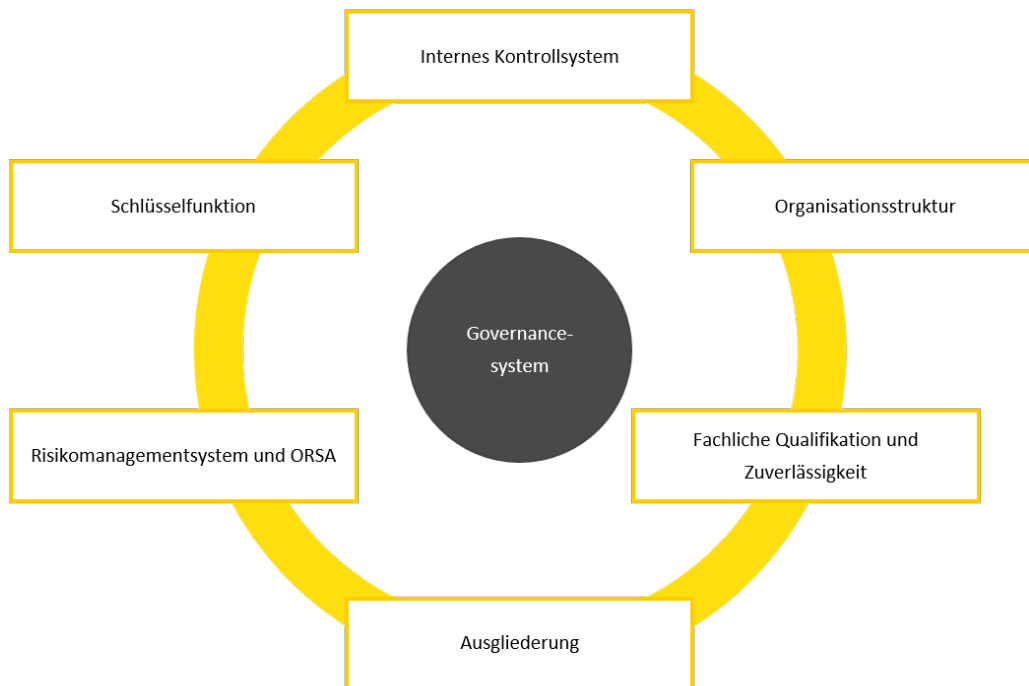 Internes Kontrollsystem
Schlüsselfunktion
Organisationsstruktur
Governance-
system
Risikomanagementsystem und ORSA
Fachliche Qualifikation und
Zuverlässigkeit
Ausgliederung